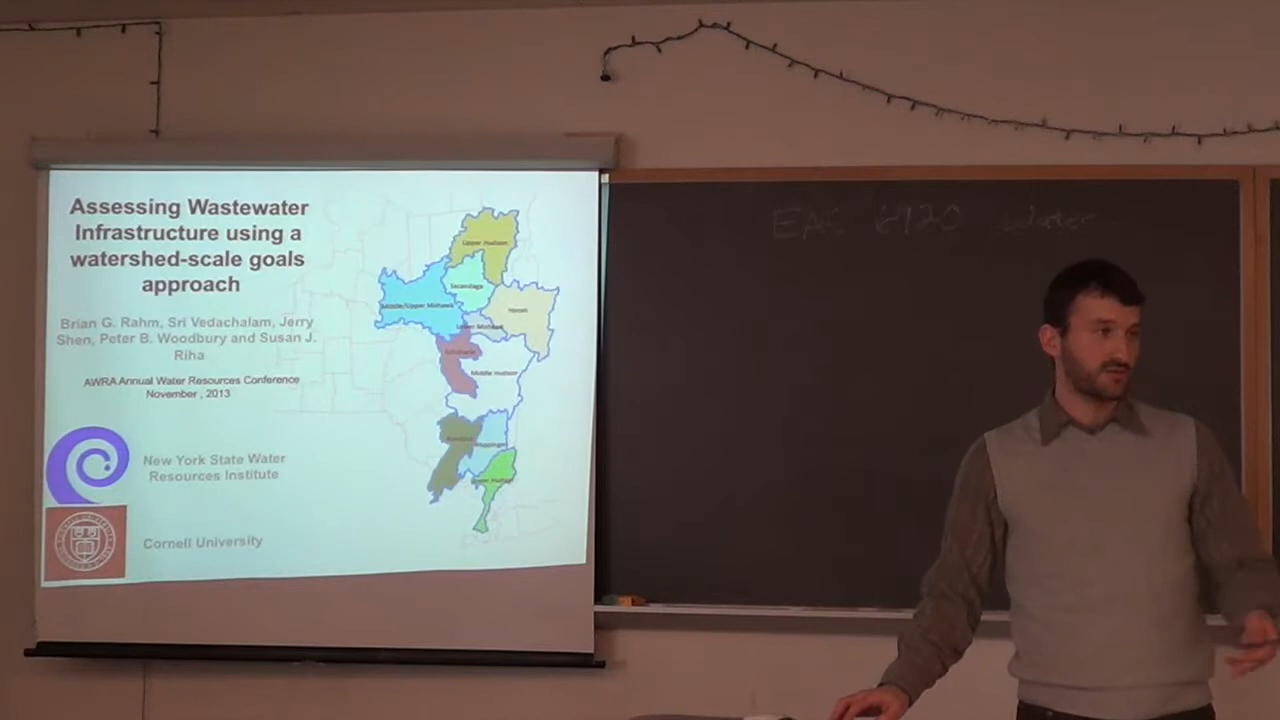 Assessing Wastewater
Infrastructure using a
watershed-scale goals
approach
Brian G. Rahm, Sri Vedachalam, Jerry
Shen, Peter B. Woodbury and Susan J.
Riha
AWRA Annual Water Resources Conference
November , 2013
New York State Water
Resources Institute
Cornell University
Upper Hudson
Sacandaga
Middle/Upper Mohawk
Hoosic
Lower Mohawk
Schoharie
Middle Hudson
Rondout
Wappinger
Lower Hudson
Water